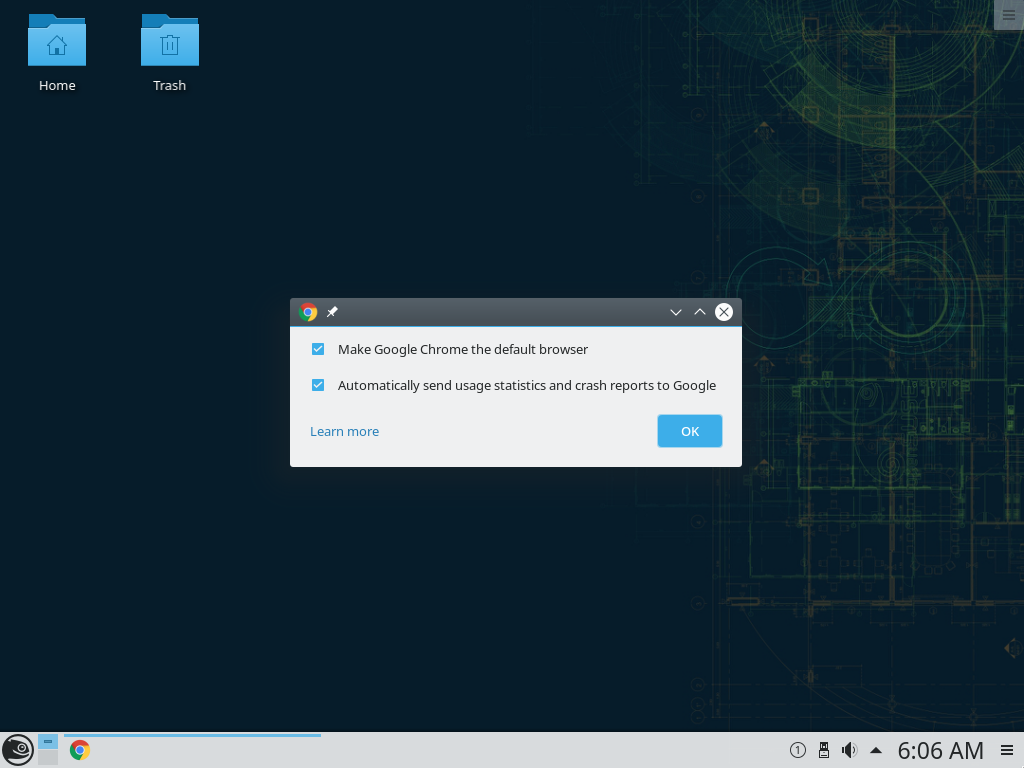 Home
Trash
Make Google Chrome the default browser
Automatically send usage statistics and crash reports to Google
Learn more
OK
1
6:06 AM